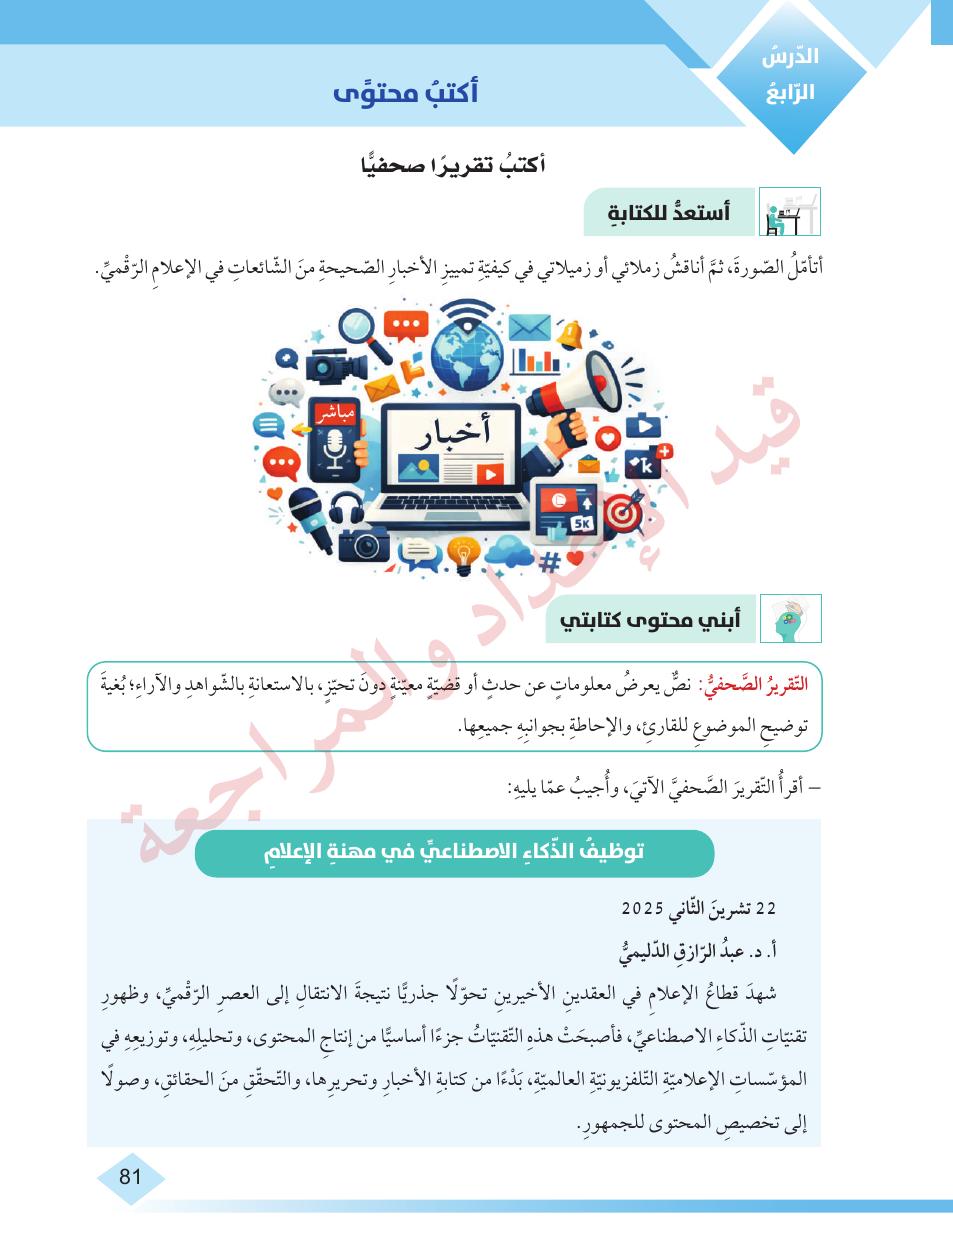 الدّرسُ
الرّابعُ
أكتبُ محتوًى
أكتبُ تقريرًا صحفيًّا
أستعدُّ للكتابةِ
أتأمّلُ الصّورةَ، ثمَّ أناقشُ زملائي أو زميلاتي في كيفيّةِ تمييزِ الأخبارِ الصّحيحةِ منَ الشّائعاتِ في الإعلامِ الرّقْميِّ.
1
مباشر
أخبار
k
5K
#
أبني محتوى كتابتي
التّقريرُ الصَّحفيُّ: نصٌّ يعرضُ معلوماتٍ عن حدثٍ أو قضيّةٍ معيّنةٍ دونَ تحيّزٍ، بالاستعانةِ بالشّواهدِ والآراءِ؛ بُغيةَ
توضيحِ الموضوعِ للقارئِ، والإحاطةِ بجوانبِهِ جميعِها.
– أقرأُ التّقريرَ الصَّحفيَّ الآتيَ، وأُجيبُ عمّا يليهِ:
توظيفُ الذّكاءِ الاصطناعيِّ في مهنةِ الإعلامِ
22 تشرينَ الثّاني 2025
أ. د. عبدُ الرّازقِ الدّليميُّ
شهدَ قطاعُ الإعلامِ في العقدينِ الأخيرينِ تحوّلًا جذريًّا نتيجةَ الانتقالِ إلى العصرِ الرّقْميِّ، وظهورِ
تقنيّاتِ الذّكاءِ الاصطناعيِّ، فأصبحَتْ هذهِ التّقنيّاتُ جزءًا أساسيًّا من إنتاجِ المحتوى، وتحليلِهِ، وتوزيعِهِ في
المؤسّساتِ الإعلاميّةِ التّلفزيونيّةِ العالميّةِ، بَدْءًا من كتابةِ الأخبارِ وتحريرِها، والتّحقّقِ منَ الحقائقِ، وصولًا
إلى تخصيصِ المحتوى للجمهورِ.
قيد الإعداد والمراجعة
81